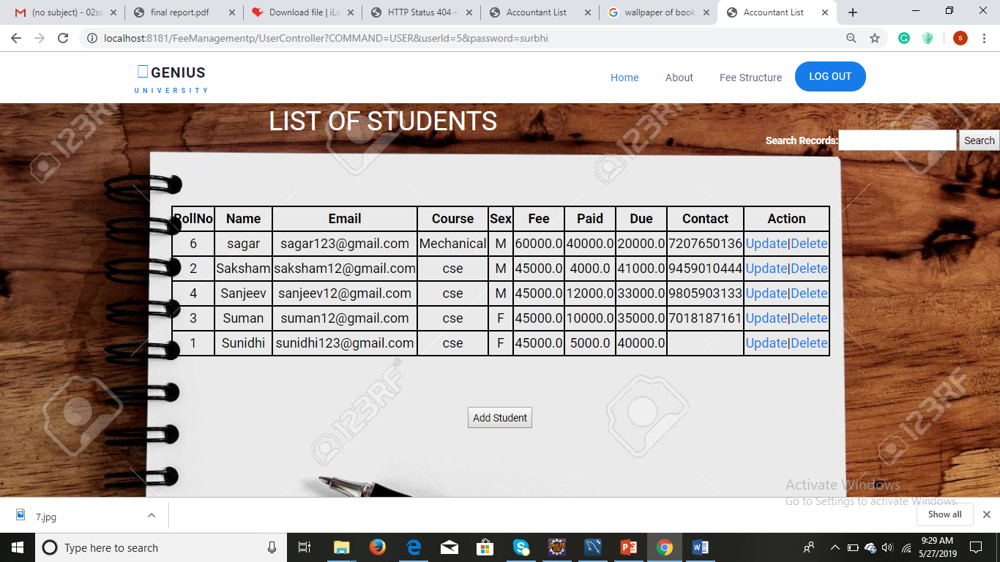 (no subject) - 02ss
final report.pdf
Download file | iLo
HTTP Status 404 –
Accountant List
wallpaper of book
Accountant List
localhost:8181/FeeManagementp/UserController?COMMAND=USER&userId=5&password=surbhi
S
GENIUS
UNIVERSITY
Home
About
Fee Structure
LOG OUT
LIST OF STUDENTS
Search Records:
Search
RollNo Name Email Course Sex Fee Paid Due Contact Action
6 sagar sagar123@gmail.com Mechanical M 60000.0 40000.0 20000.0 7207650136 Update|Delete
2 Saksham saksham12@gmail.com cse M 45000.0 4000.0 41000.0 9459010444 Update|Delete
4 Sanjeev sanjeev12@gmail.com cse M 45000.0 12000.0 33000.0 9805903133 Update|Delete
3 Suman suman12@gmail.com cse F 45000.0 10000.0 35000.0 7018187161 Update|Delete
1 Sunidhi sunidhi123@gmail.com cse F 45000.0 5000.0 40000.0 Update|Delete
Add Student
123RF
123RF
123RF
123RF
123RF
Activate Windows
Go to Settings to activate Windows.
7.jpg
Show all
Type here to search
9:29 AM
5/27/2019